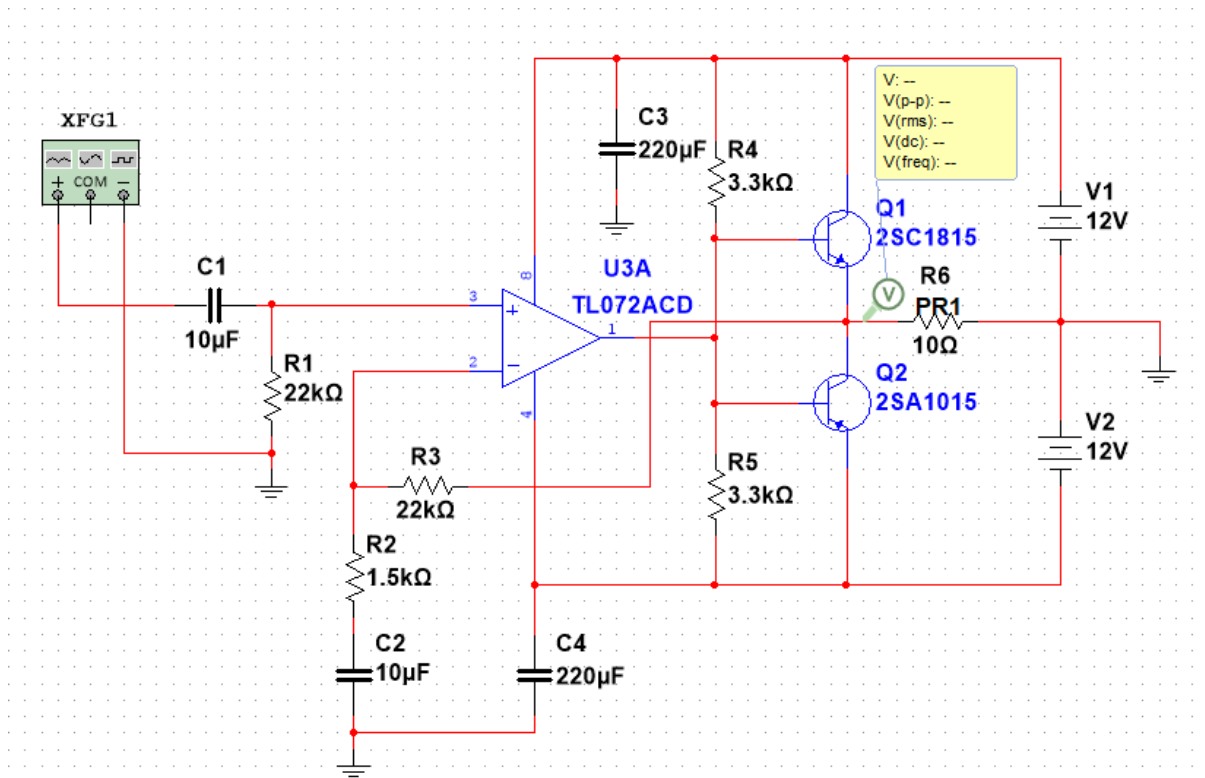 XFG1
+ COM −
C1
10µF
R1
22kΩ
C3
220µF
R4
3.3kΩ
V: --
V(p-p): --
V(rms): --
V(dc): --
V(freq): --
Q1
2SC1815
V1
12V
U3A
TL072ACD
8
3
+
2
−
1
4
V
R6
PR1
10Ω
Q2
2SA1015
V2
12V
R3
22kΩ
R5
3.3kΩ
R2
1.5kΩ
C2
10µF
C4
220µF